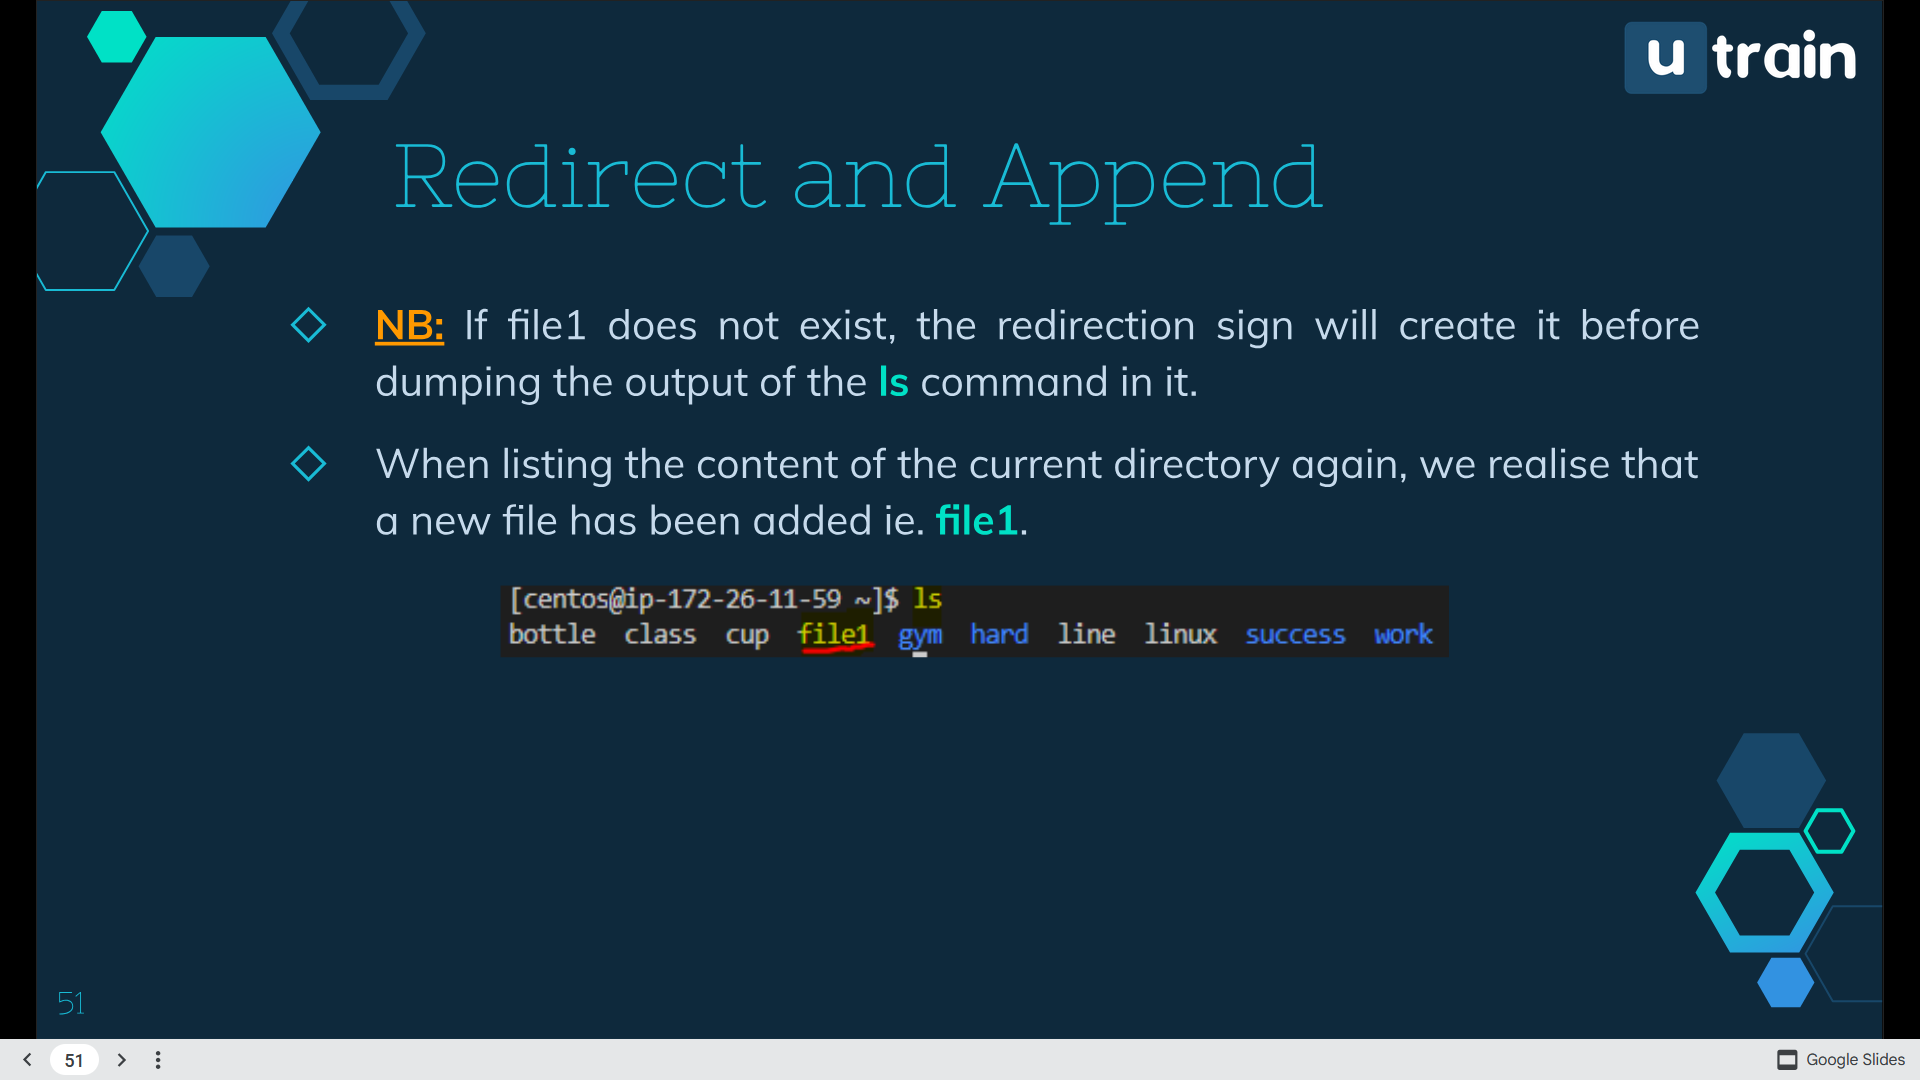 u train
Redirect and Append
NB: If file1 does not exist, the redirection sign will create it before
dumping the output of the ls command in it.
When listing the content of the current directory again, we realise that
a new file has been added ie. file1.
[centos@ip-172-26-11-59 ~]$ ls
bottle class cup file1 gym hard line linux success work
51
51
Google Slides